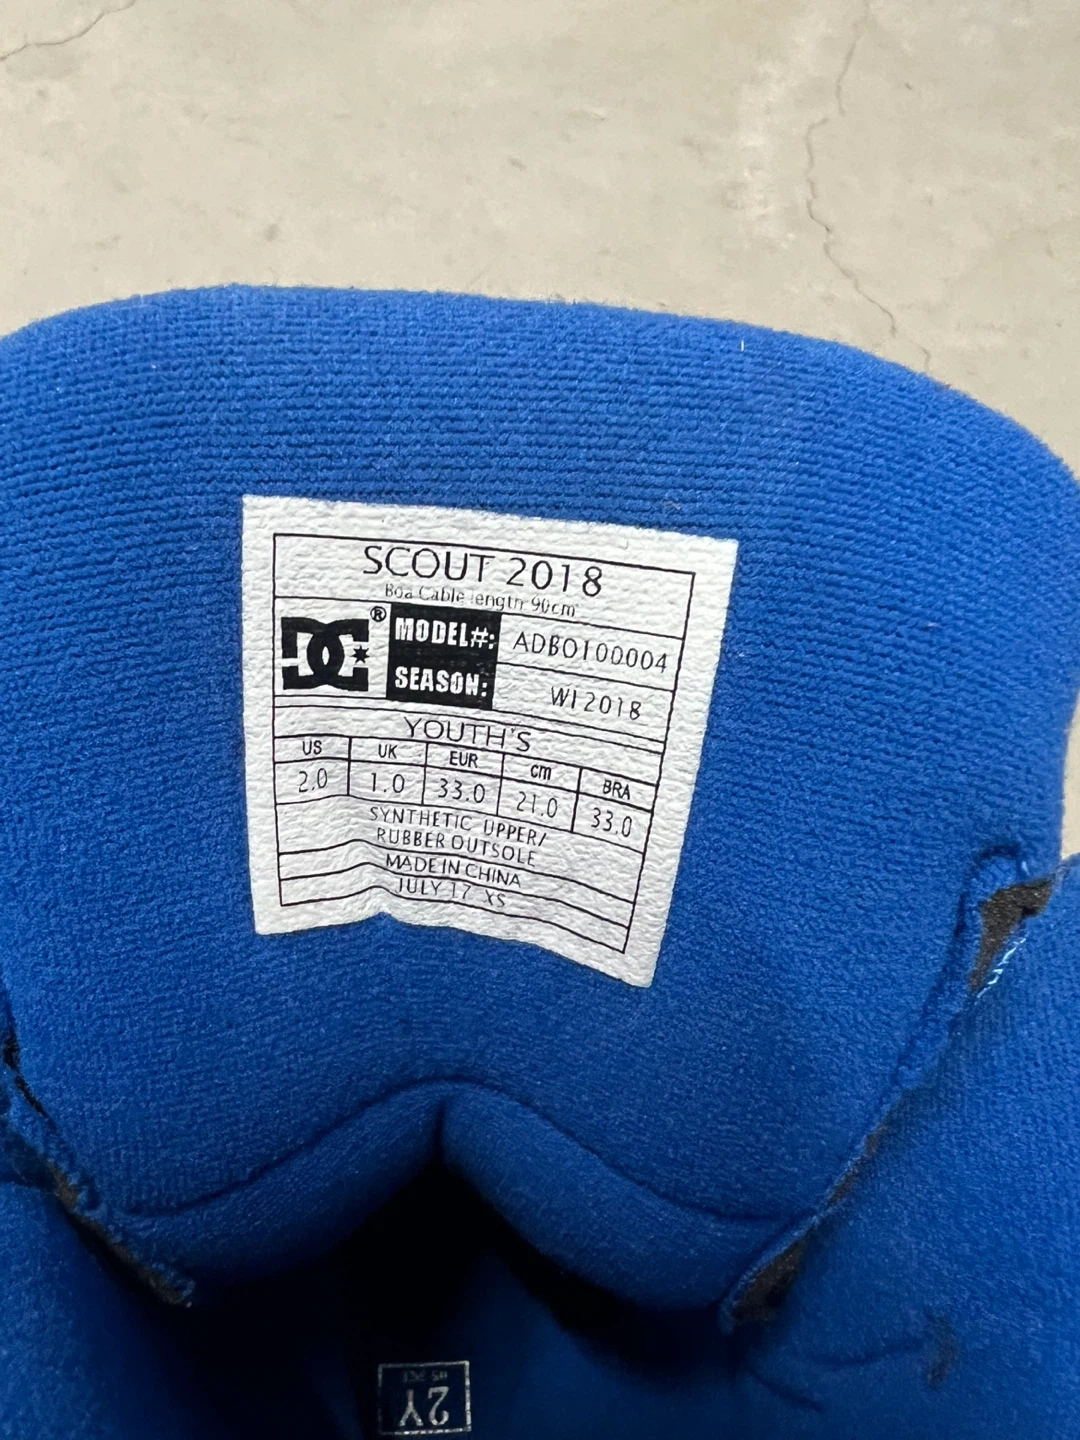 SCOUT 2018
Boa Cable length 90cm
DC® MODEL#: ADBO100004
SEASON: WI 2018
YOUTH'S
US UK EUR cm BRA
2.0 1.0 33.0 21.0 33.0
SYNTHETIC UPPER/
RUBBER OUTSOLE
MADE IN CHINA
JULY 17 XS
2Y